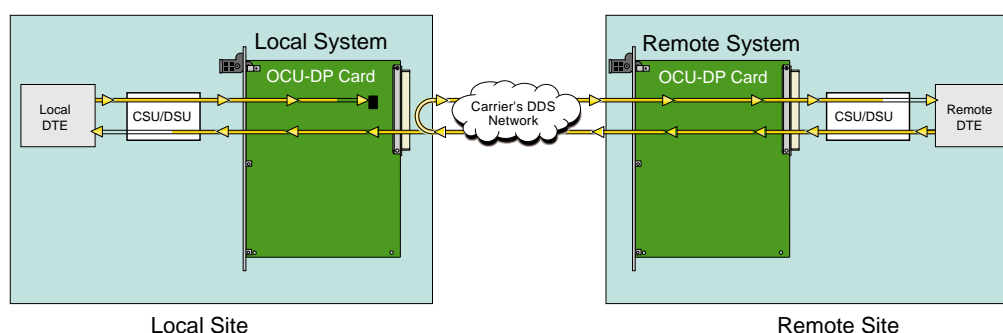 Local System
OCU-DP Card
Local
DTE
CSU/DSU
Carrier's DDS
Network
Remote System
OCU-DP Card
CSU/DSU
Remote
DTE
Local Site
Remote Site